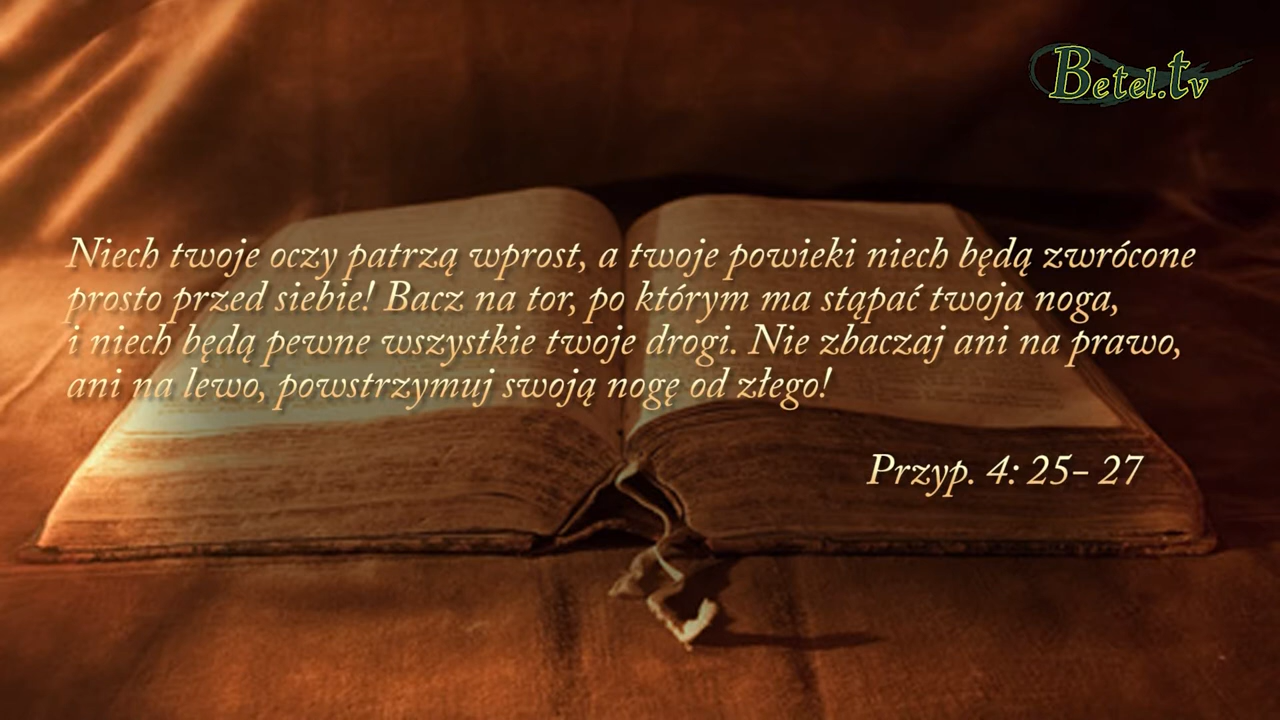 Betel.tv
Niech twoje oczy patrzą wprost, a twoje powieki niech będą zwrócone
prosto przed siebie! Bacz na tor, po którym ma stąpać twoja noga,
i niech będą pewne wszystkie twoje drogi. Nie zbaczaj ani na prawo,
ani na lewo, powstrzymuj swoją nogę od złego!
Przyp. 4: 25- 27